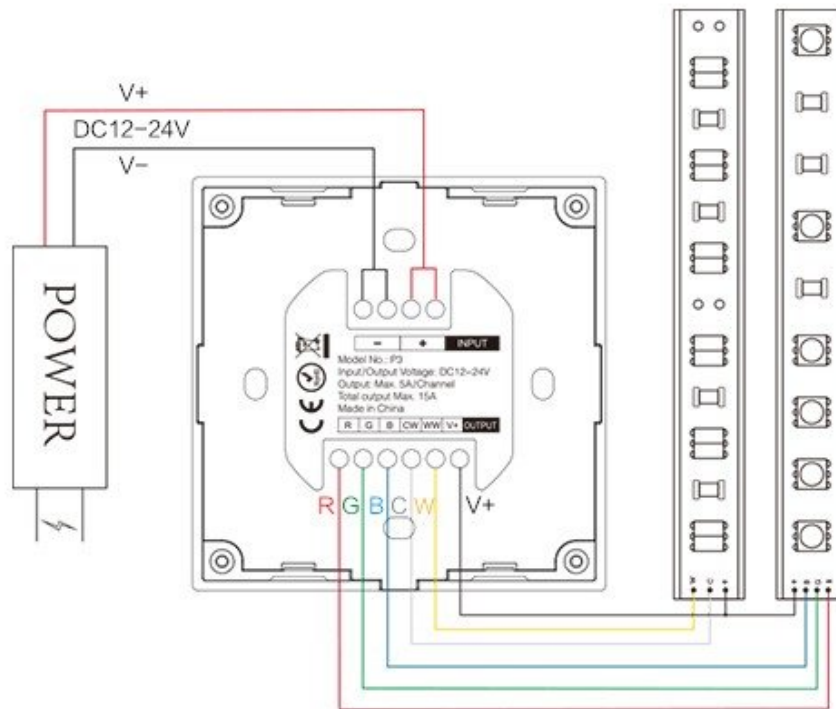 V+
DC12-24V
V-
POWER
- + INPUT
Model No.: P3
Input/Output Voltage: DC12-24V
Output: Max. 5A/Channel
Total output Max. 15A
Made in China
R G B CW WW V+ OUTPUT
R G B C W V+
W C +
+ B G R